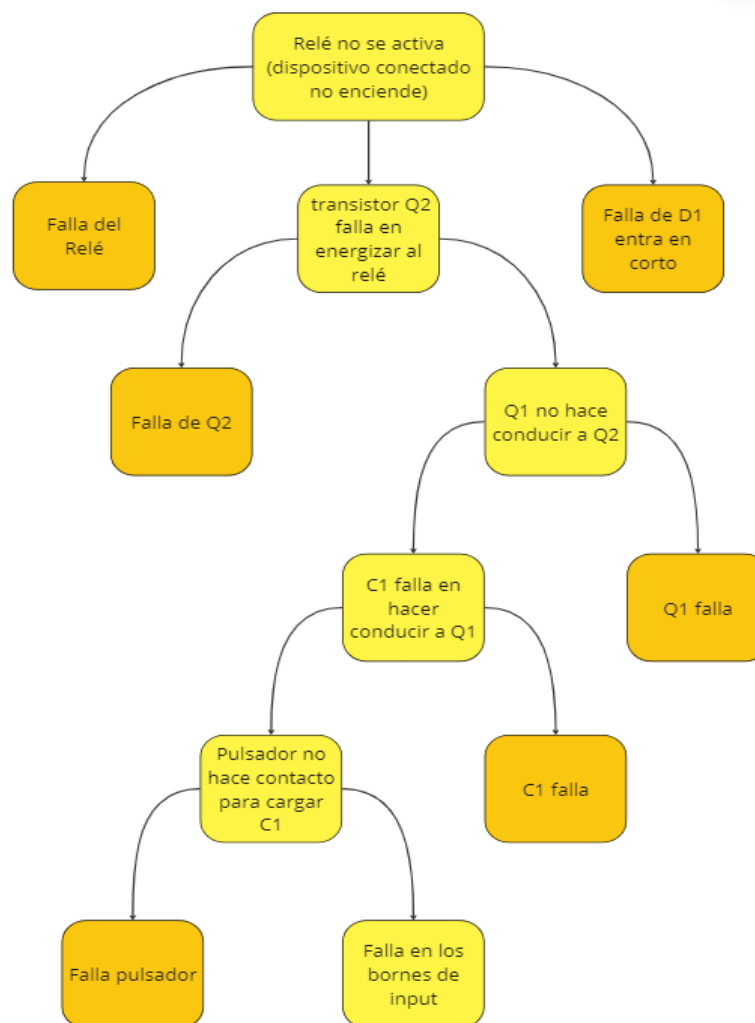 Relé no se activa
(dispositivo conectado
no enciende)
Falla del
Relé
transistor Q2
falla en
energizar al
relé
Falla de D1
entra en
corto
Falla de Q2
Q1 no hace
conducir a Q2
C1 falla en
hacer
conducir a Q1
Q1 falla
Pulsador no
hace contacto
para cargar
C1
C1 falla
Falla pulsador
Falla en los
bornes de
input